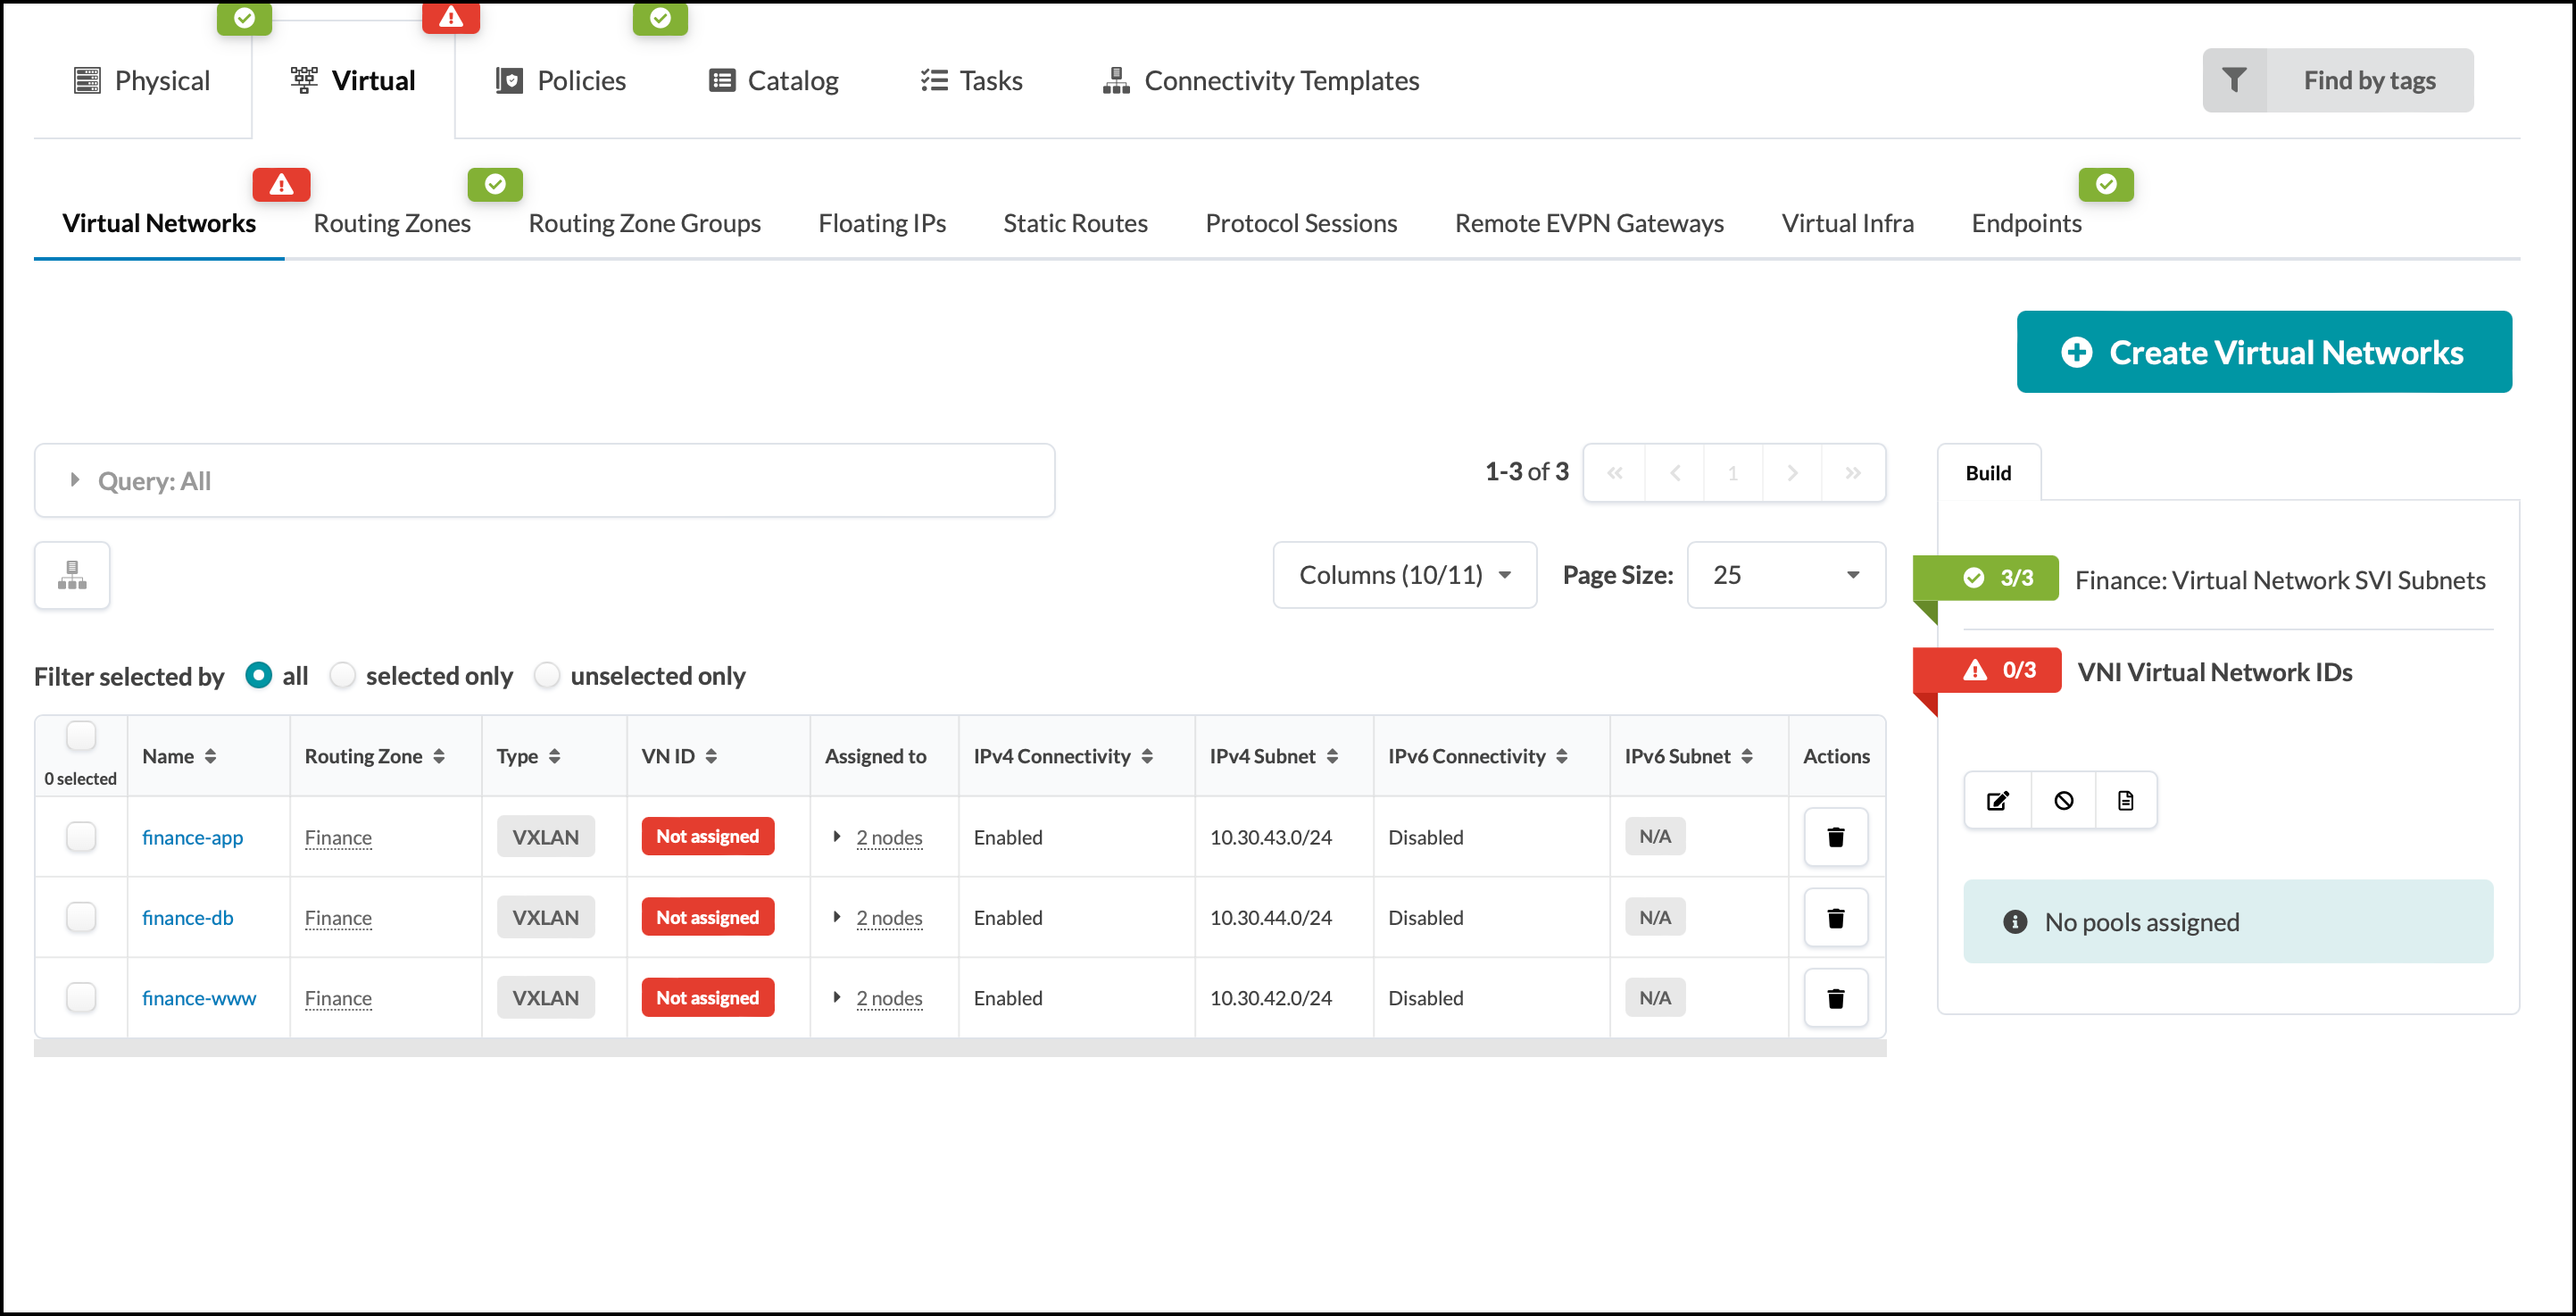 Physical Virtual Policies Catalog Tasks Connectivity Templates Find by tags
Virtual Networks Routing Zones Routing Zone Groups Floating IPs Static Routes Protocol Sessions Remote EVPN Gateways Virtual Infra Endpoints
Create Virtual Networks
Query: All
1-3 of 3
1
Columns (10/11) Page Size: 25
Filter selected by all selected only unselected only
0 selected Name Routing Zone Type VN ID Assigned to IPv4 Connectivity IPv4 Subnet IPv6 Connectivity IPv6 Subnet Actions
finance-app Finance VXLAN Not assigned 2 nodes Enabled 10.30.43.0/24 Disabled N/A
finance-db Finance VXLAN Not assigned 2 nodes Enabled 10.30.44.0/24 Disabled N/A
finance-www Finance VXLAN Not assigned 2 nodes Enabled 10.30.42.0/24 Disabled N/A
Build
3/3 Finance: Virtual Network SVI Subnets
0/3 VNI Virtual Network IDs
No pools assigned